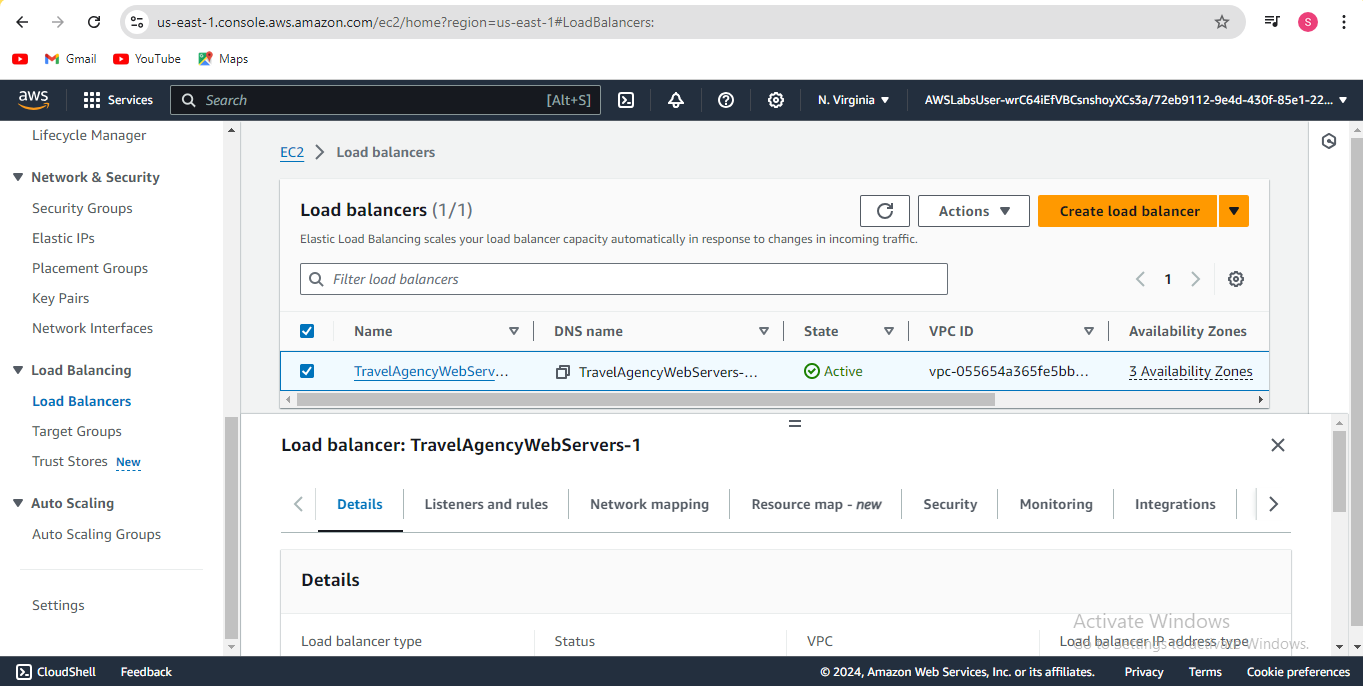 us-east-1.console.aws.amazon.com/ec2/home?region=us-east-1#LoadBalancers:
S
Gmail
YouTube
Maps
aws
Services
Search
[Alt+S]
N. Virginia
AWSLabsUser-wrC64iEfVBCsnshoyXCs3a/72eb9112-9e4d-430f-85e1-22...
Lifecycle Manager
Network & Security
Security Groups
Elastic IPs
Placement Groups
Key Pairs
Network Interfaces
Load Balancing
Load Balancers
Target Groups
Trust Stores New
Auto Scaling
Auto Scaling Groups
Settings
EC2 > Load balancers
Load balancers (1/1)
Actions
Create load balancer
Elastic Load Balancing scales your load balancer capacity automatically in response to changes in incoming traffic.
Filter load balancers
1
Name DNS name State VPC ID Availability Zones
TravelAgencyWebServ... TravelAgencyWebServers-... Active vpc-055654a365fe5bb... 3 Availability Zones
Load balancer: TravelAgencyWebServers-1
Details Listeners and rules Network mapping Resource map - new Security Monitoring Integrations
Details
Load balancer type Status VPC Load balancer IP address type
Activate Windows
Go to Settings to activate Windows.
CloudShell Feedback © 2024, Amazon Web Services, Inc. or its affiliates. Privacy Terms Cookie preferences